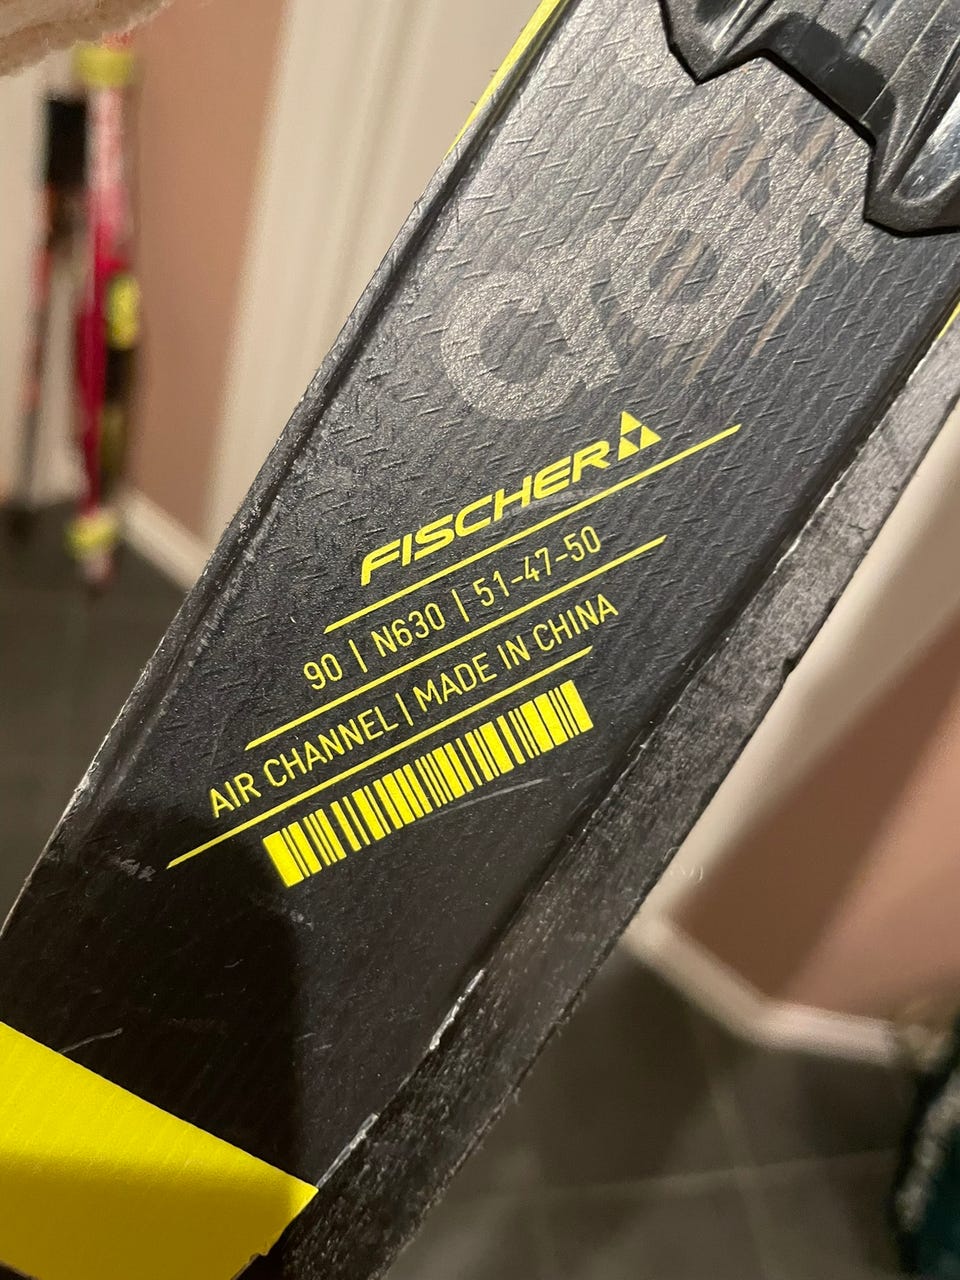 FISCHER
90 | N630 | 51-47-50
AIR CHANNEL | MADE IN CHINA